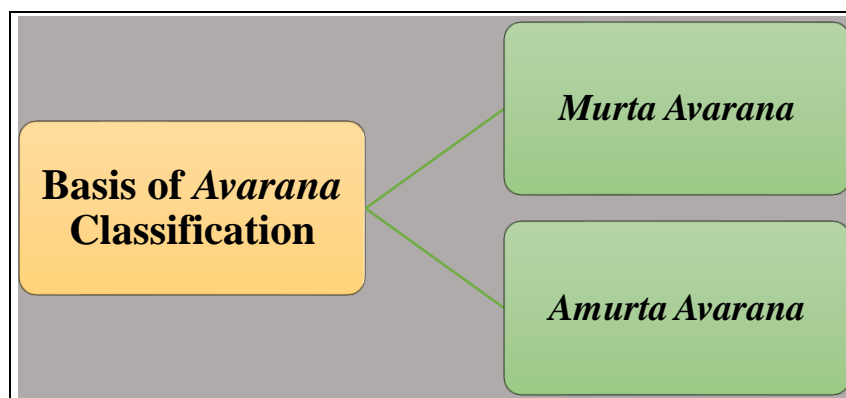 Basis of Avarana
Classification
Murta Avarana
Amurta Avarana